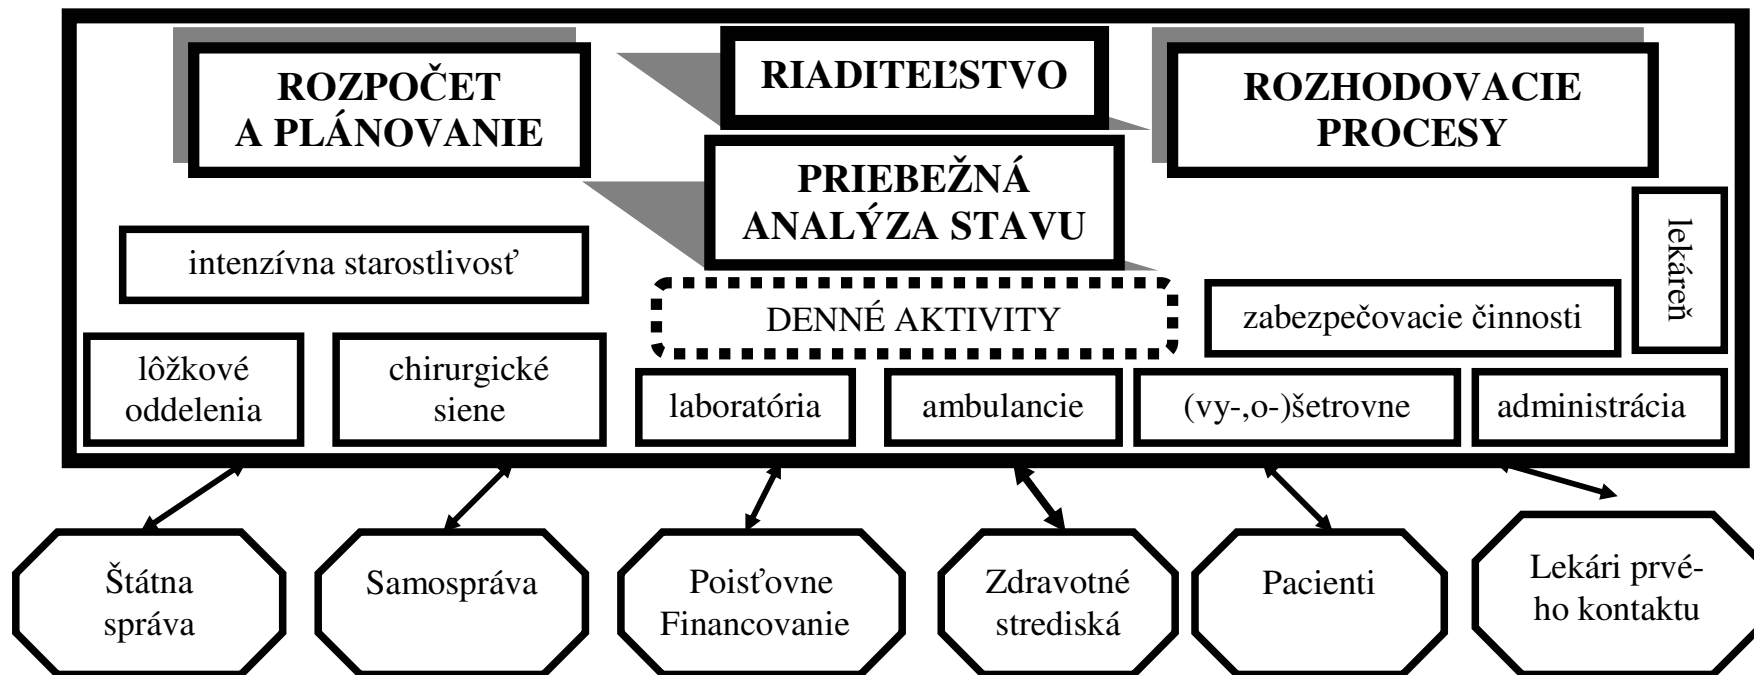 ROZPOČET
A PLÁNOVANIE
RIADITEĽSTVO
ROZHODOVACIE
PROCESY
PRIEBEŽNÁ
ANALÝZA STAVU
lekáreň
intenzívna starostlivosť
DENNÉ AKTIVITY
zabezpečovacie činnosti
lôžkové
oddelenia
chirurgické
siene
laboratória
ambulancie
(vy-,o-)šetrovne
administrácia
Štátna
správa
Samospráva
Poisťovne
Financovanie
Zdravotné
strediská
Pacienti
Lekári prvé-
ho kontaktu